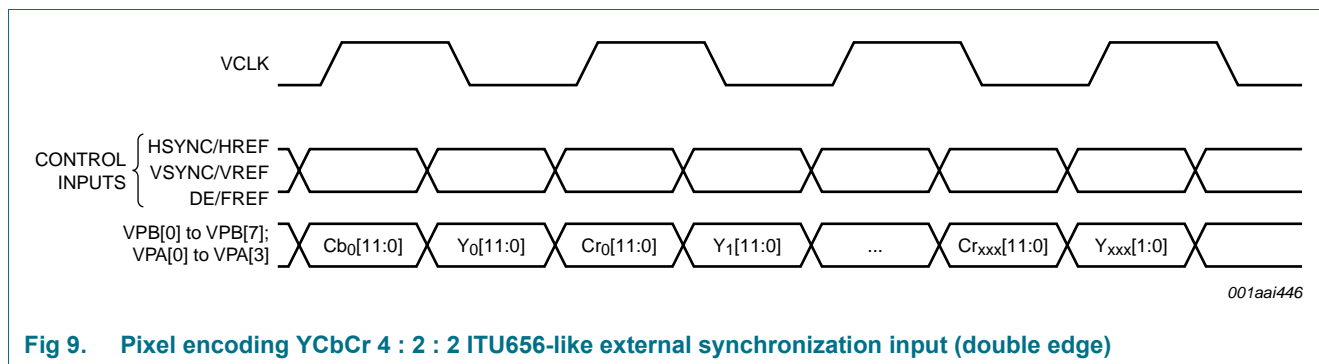 VCLK
CONTROL
INPUTS
HSYNC/HREF
VSYNC/VREF
DE/FREF
VPB[0] to VPB[7];
VPA[0] to VPA[3]
Cb0[11:0] Y0[11:0] Cr0[11:0] Y1[11:0] ... Crxxx[11:0] Yxxx[1:0]
001aai446
Fig 9. Pixel encoding YCbCr 4 : 2 : 2 ITU656-like external synchronization input (double edge)